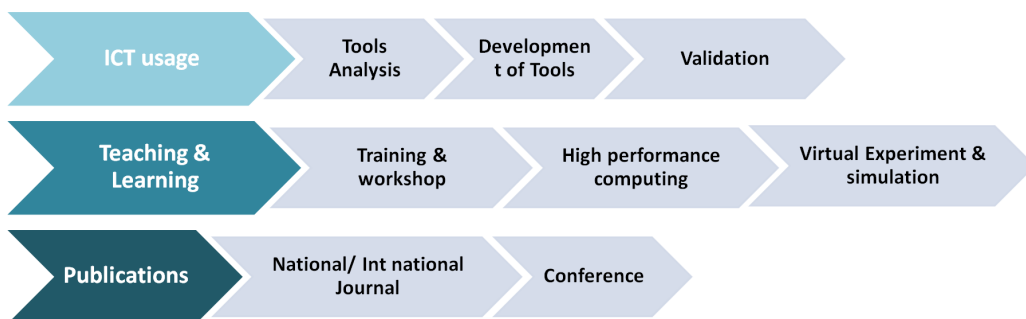 ICT usage
Tools
Analysis
Developmen
t of Tools
Validation
Teaching &
Learning
Training &
workshop
High performance
computing
Virtual Experiment &
simulation
Publications
National/ Int national
Journal
Conference